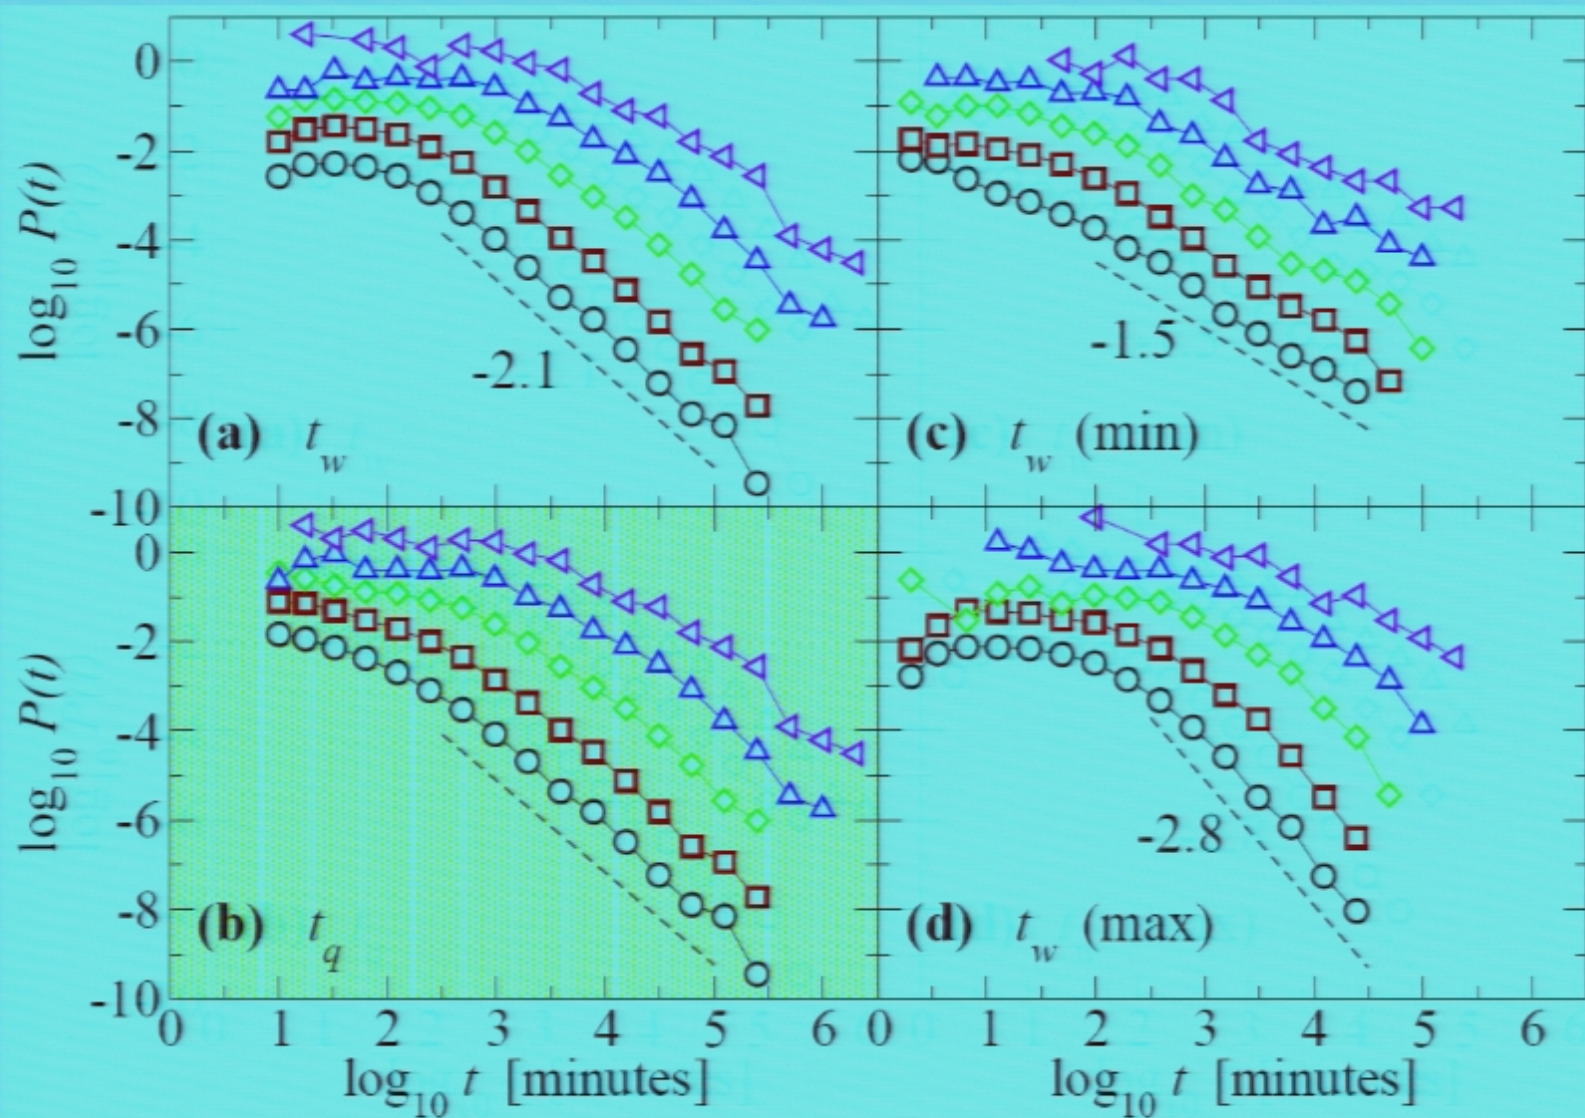 0
-2
-4
-6
-8
-10
log10 P(t)
-2.1
(a) tw
-1.5
(c) tw (min)
0
-2
-4
-6
-8
-10
log10 P(t)
(b) tq
-2.8
(d) tw (max)
0 1 2 3 4 5 6 0 1 2 3 4 5 6
log10 t [minutes] log10 t [minutes]